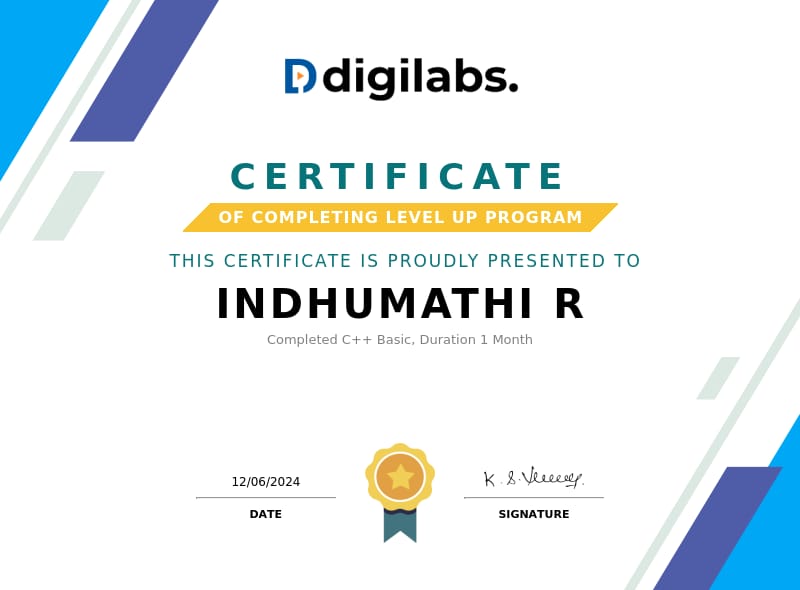 digilabs.
CERTIFICATE
OF COMPLETING LEVEL UP PROGRAM
THIS CERTIFICATE IS PROUDLY PRESENTED TO
INDHUMATHI R
Completed C++ Basic, Duration 1 Month
12/06/2024
DATE
SIGNATURE